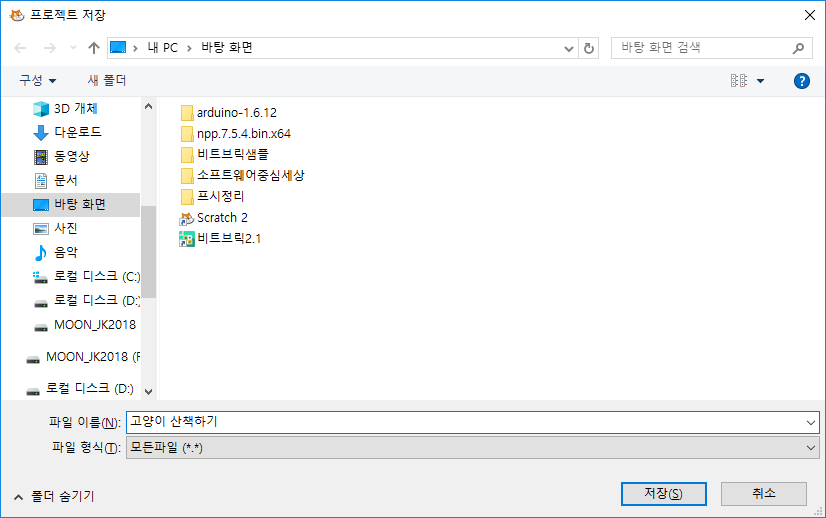 프로젝트 저장
내 PC > 바탕 화면
바탕 화면 검색
구성
새 폴더
3D 개체
다운로드
동영상
문서
바탕 화면
사진
음악
로컬 디스크 (C:)
로컬 디스크 (D:)
MOON_JK2018
MOON_JK2018 (F
로컬 디스크 (D:)
arduino-1.6.12
npp.7.5.4.bin.x64
비트브릭샘플
소프트웨어중심세상
프시정리
Scratch 2
비트브릭2.1
파일 이름(N): 고양이 산책하기
파일 형식(T): 모든파일 (*.*)
폴더 숨기기
저장(S)
취소